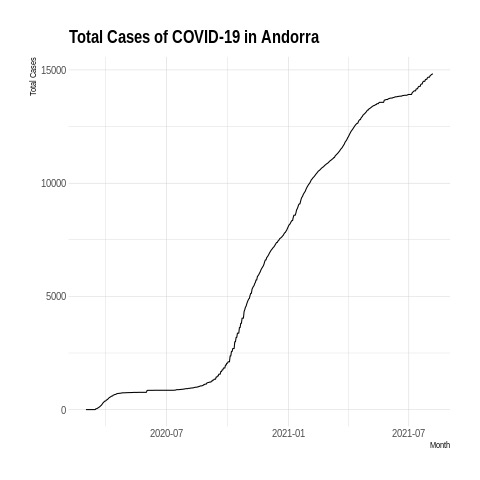 Total Cases of COVID-19 in Andorra
Total Cases
15000
10000
5000
0
2020-07
2021-01
2021-07
Month